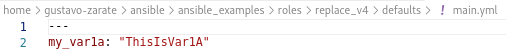 home > gustavo-zarate > ansible > ansible_examples > roles > replace_v4 > defaults > ! main.yml
1 ---
2 my_var1a: "ThisIsVar1A"